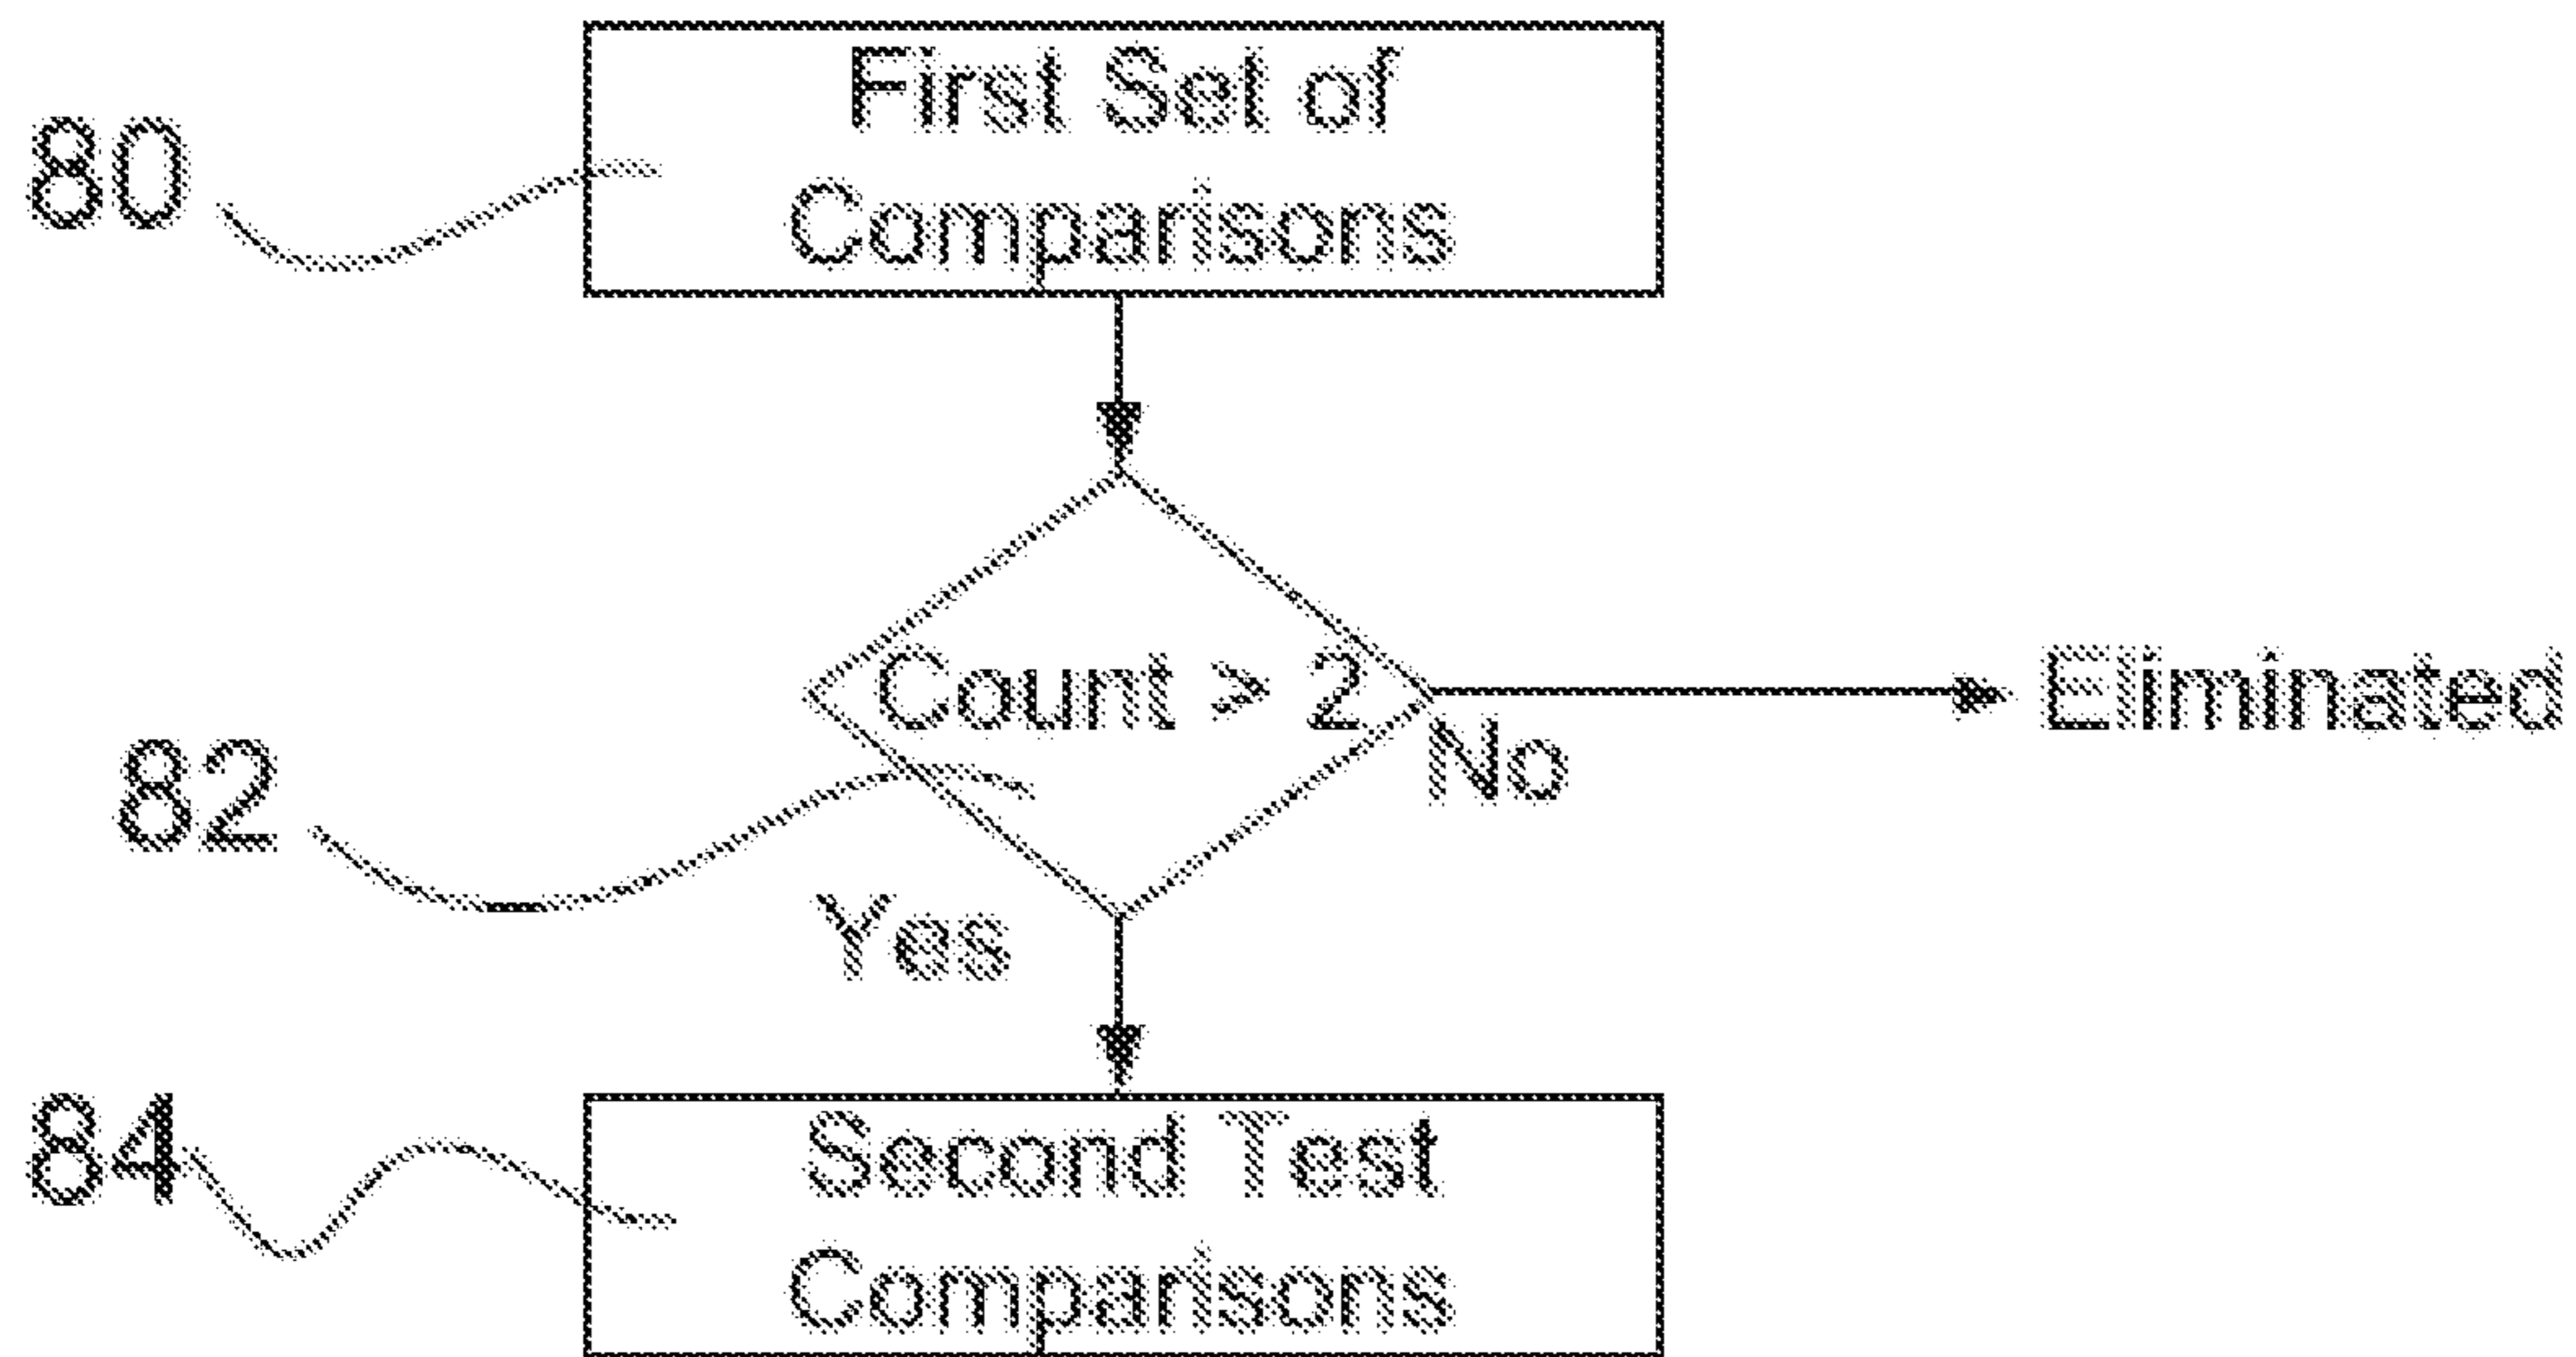 80
First Set of
Comparisons
Count > 2
No
Eliminated
82
Yes
84
Second Test
Comparisons